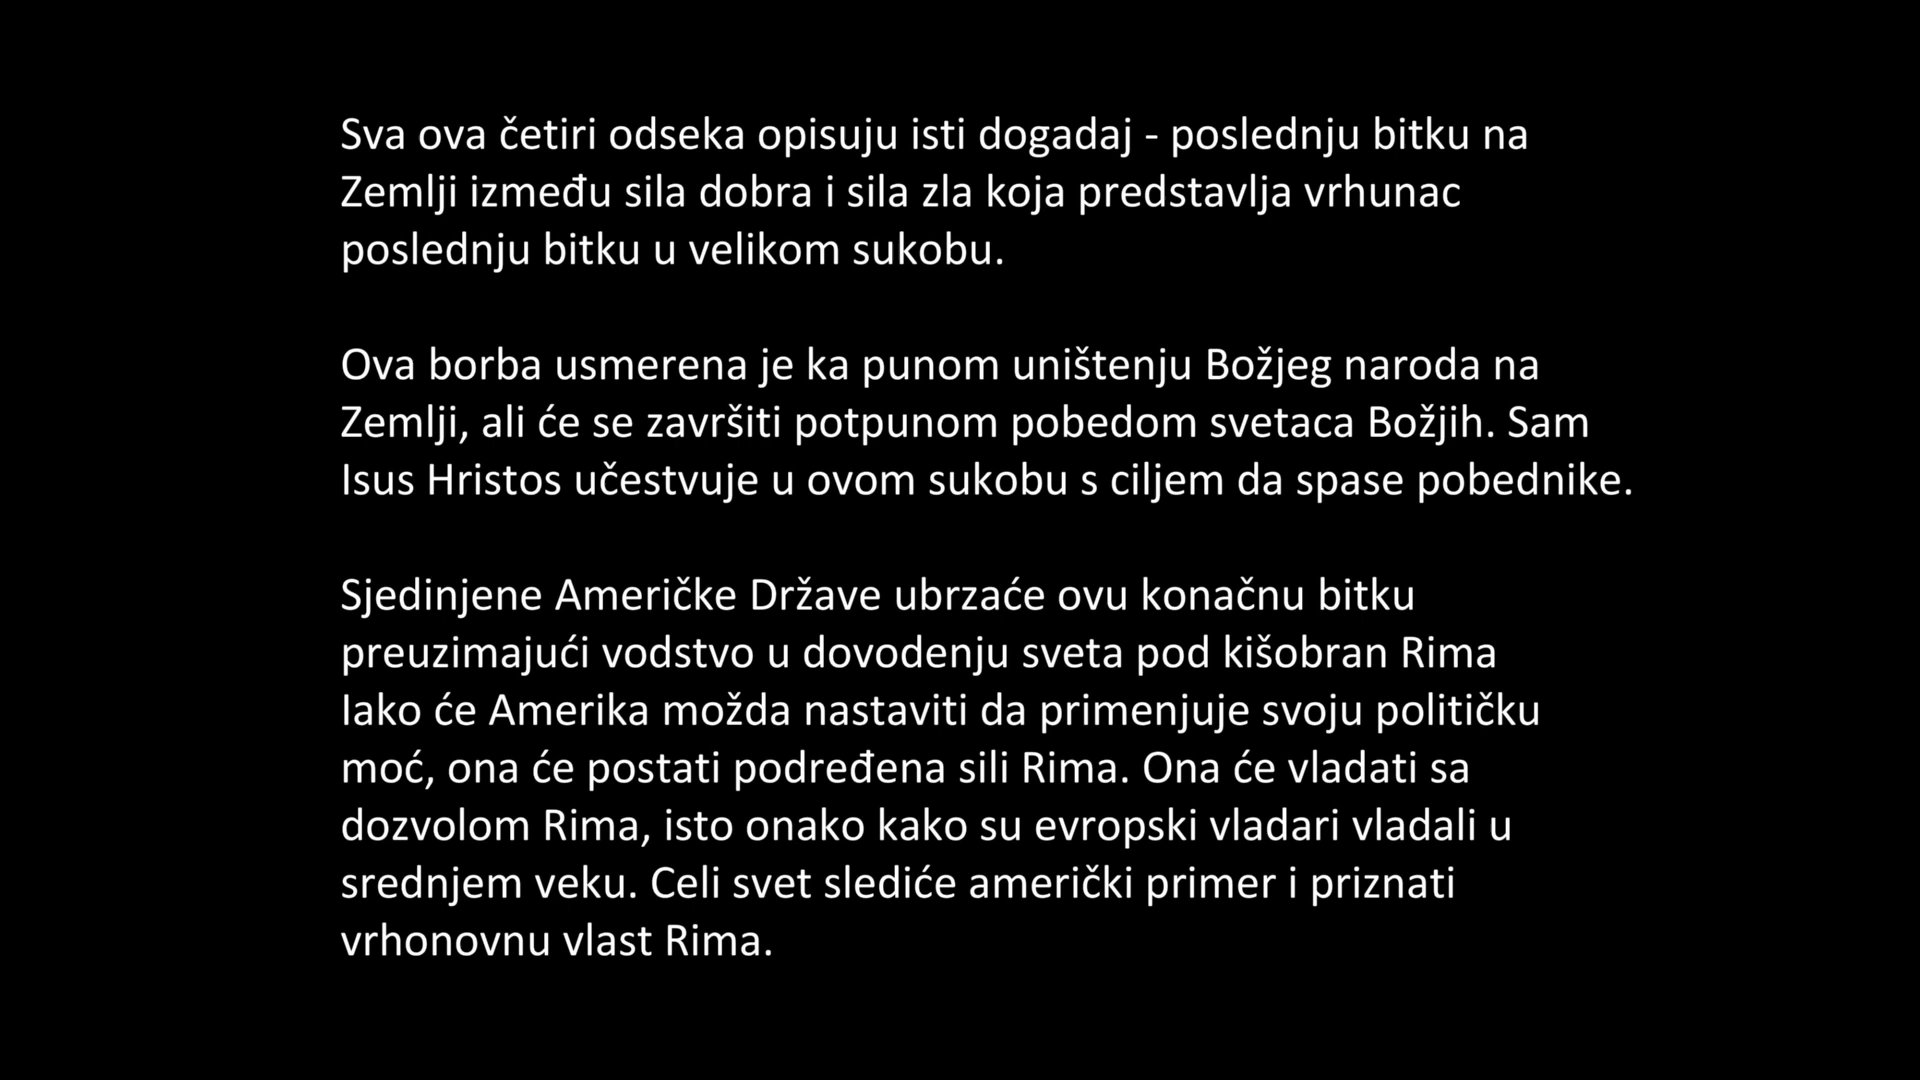 Sva ova četiri odseka opisuju isti dogadaj - poslednju bitku na
Zemlji između sila dobra i sila zla koja predstavlja vrhunac
poslednju bitku u velikom sukobu.
Ova borba usmerena je ka punom uništenju Božjeg naroda na
Zemlji, ali će se završiti potpunom pobedom svetaca Božjih. Sam
Isus Hristos učestvuje u ovom sukobu s ciljem da spase pobednike.
Sjedinjene Američke Države ubrzaće ovu konačnu bitku
preuzimajući vodstvo u dovodenju sveta pod kišobran Rima
Iako će Amerika možda nastaviti da primenjuje svoju političku
moć, ona će postati podređena sili Rima. Ona će vladati sa
dozvolom Rima, isto onako kako su evropski vladari vladali u
srednjem veku. Celi svet slediće američki primer i priznati
vrhonovnu vlast Rima.